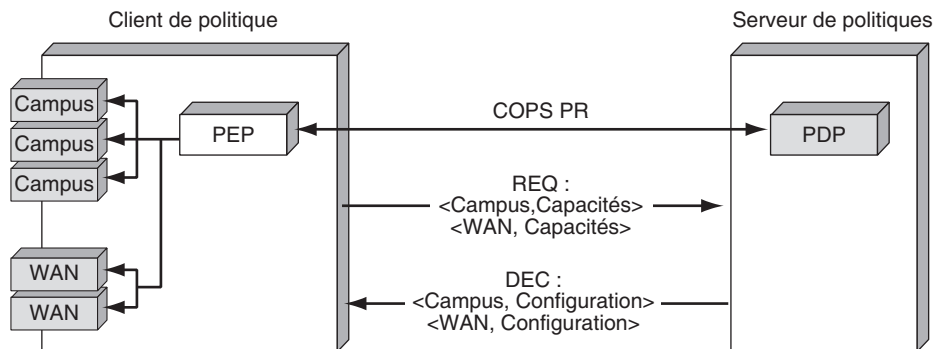 Client de politique
Serveur de politiques
Campus
Campus
Campus
PEP
COPS PR
PDP
REQ :
<Campus,Capacités>
<WAN, Capacités>
WAN
WAN
DEC :
<Campus, Configuration>
<WAN, Configuration>